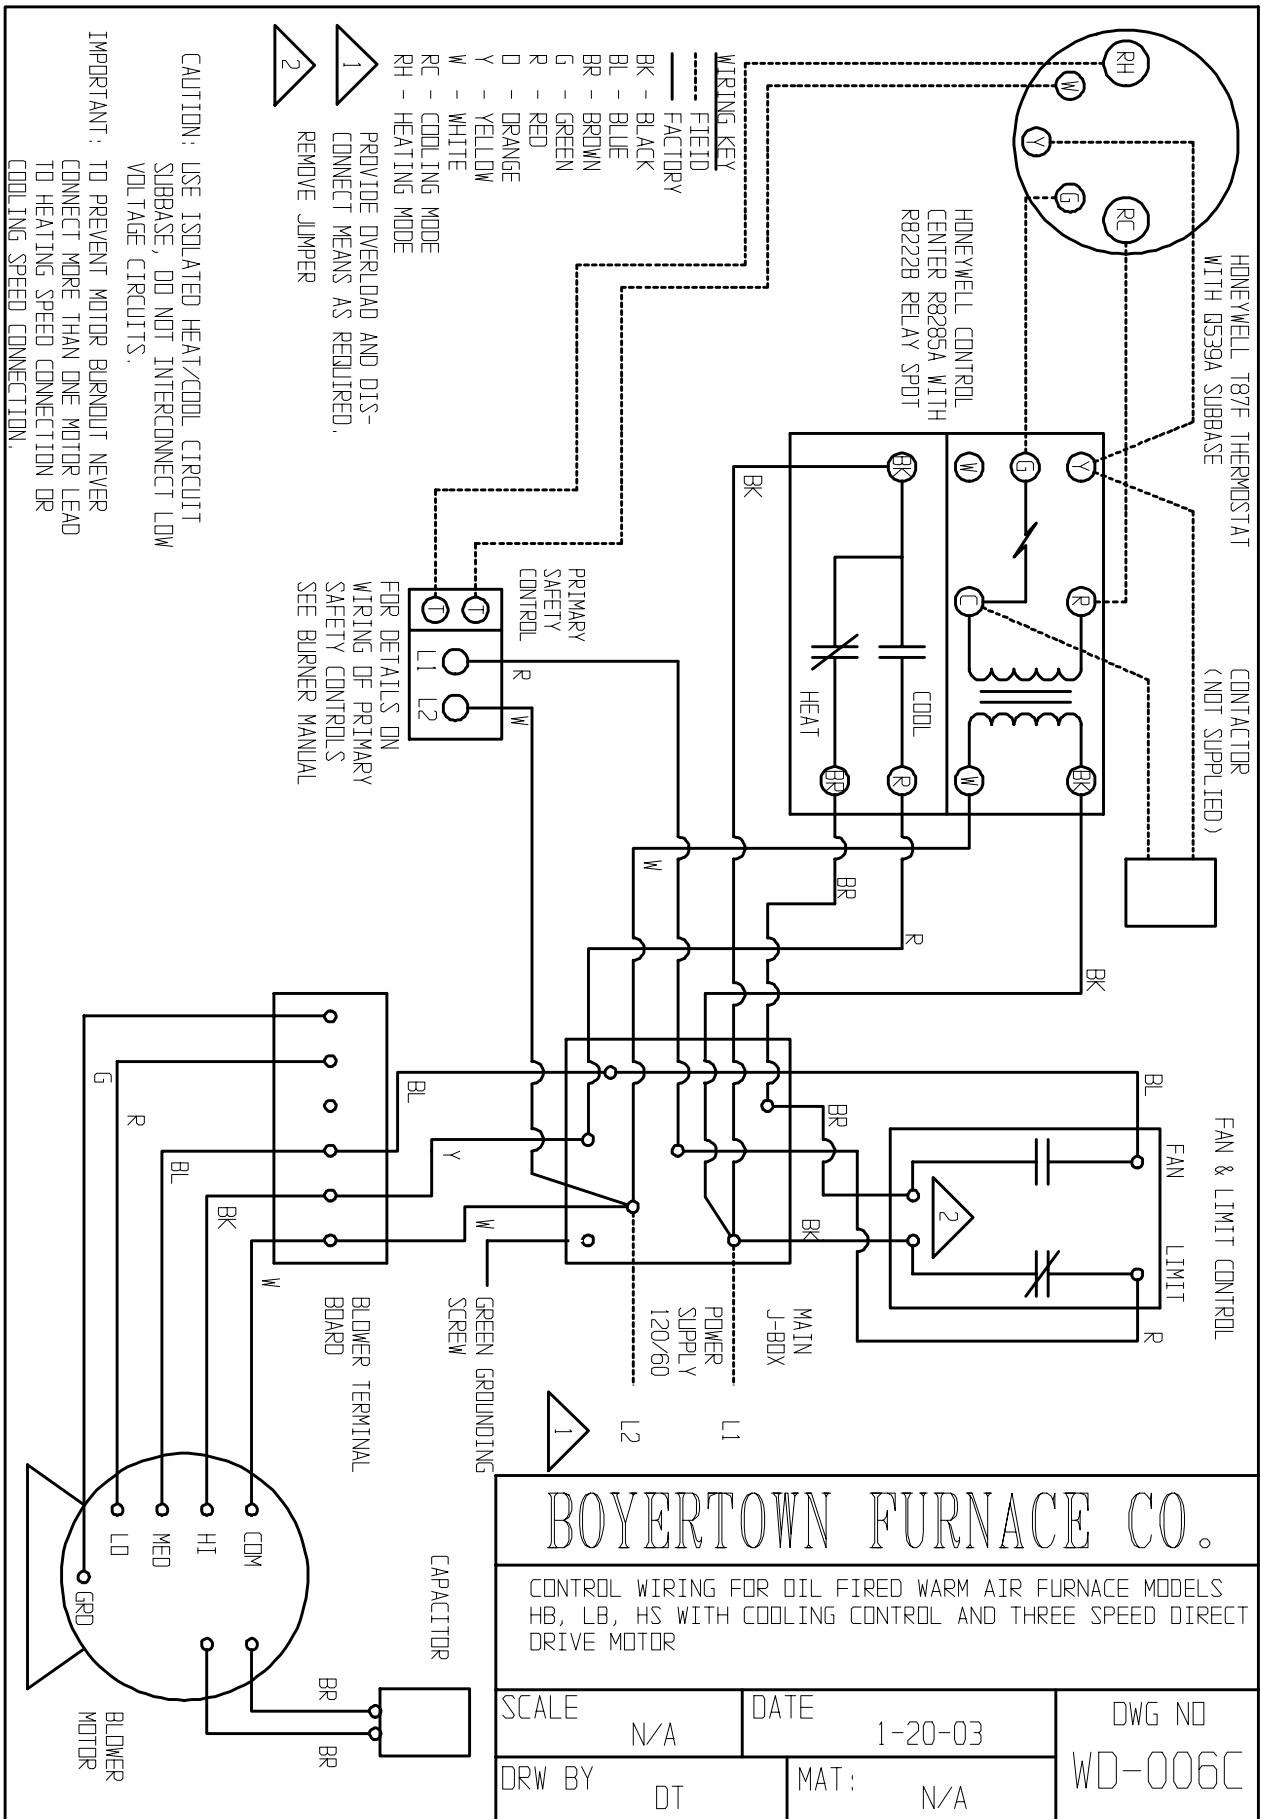 HONEYWELL T87F THERMOSTAT
WITH Q539A SUBBASE
RH
W
Y
G
RC
CONTACTOR
(NOT SUPPLIED)
HONEYWELL CONTROL
CENTER R8285A WITH
R8222B RELAY SPDT
Y
G
W
BK
R
C
COOL
HEAT
BK
W
R
BR
BK
BK
R
BR
W
FAN & LIMIT CONTROL
FAN
LIMIT
2
BL
R
BR
BK
MAIN
J-BOX
POWER
SUPPLY
120/60
L1
L2
1
GREEN GROUNDING
SCREW
PRIMARY
SAFETY
CONTROL
T
T
L1
L2
R
W
FOR DETAILS ON
WIRING OF PRIMARY
SAFETY CONTROLS
SEE BURNER MANUAL
BL
Y
W
BLOWER TERMINAL
BOARD
G
R
BL
BK
W
COM
HI
MED
LO
GRD
CAPACITOR
BR
BR
BLOWER
MOTOR
WIRING KEY
FIELD
FACTORY
BK - BLACK
BL - BLUE
BR - BROWN
G - GREEN
R - RED
O - ORANGE
Y - YELLOW
W - WHITE
RC - COOLING MODE
RH - HEATING MODE
1
PROVIDE OVERLOAD AND DIS-
CONNECT MEANS AS REQUIRED.
2
REMOVE JUMPER
CAUTION: USE ISOLATED HEAT/COOL CIRCUIT
SUBBASE, DO NOT INTERCONNECT LOW
VOLTAGE CIRCUITS.
IMPORTANT: TO PREVENT MOTOR BURNOUT NEVER
CONNECT MORE THAN ONE MOTOR LEAD
TO HEATING SPEED CONNECTION OR
COOLING SPEED CONNECTION.
BOYERTOWN FURNACE CO.
CONTROL WIRING FOR OIL FIRED WARM AIR FURNACE MODELS
HB, LB, HS WITH COOLING CONTROL AND THREE SPEED DIRECT
DRIVE MOTOR
SCALE
N/A
DATE
1-20-03
DWG NO
WD-006C
DRW BY
DT
MAT:
N/A